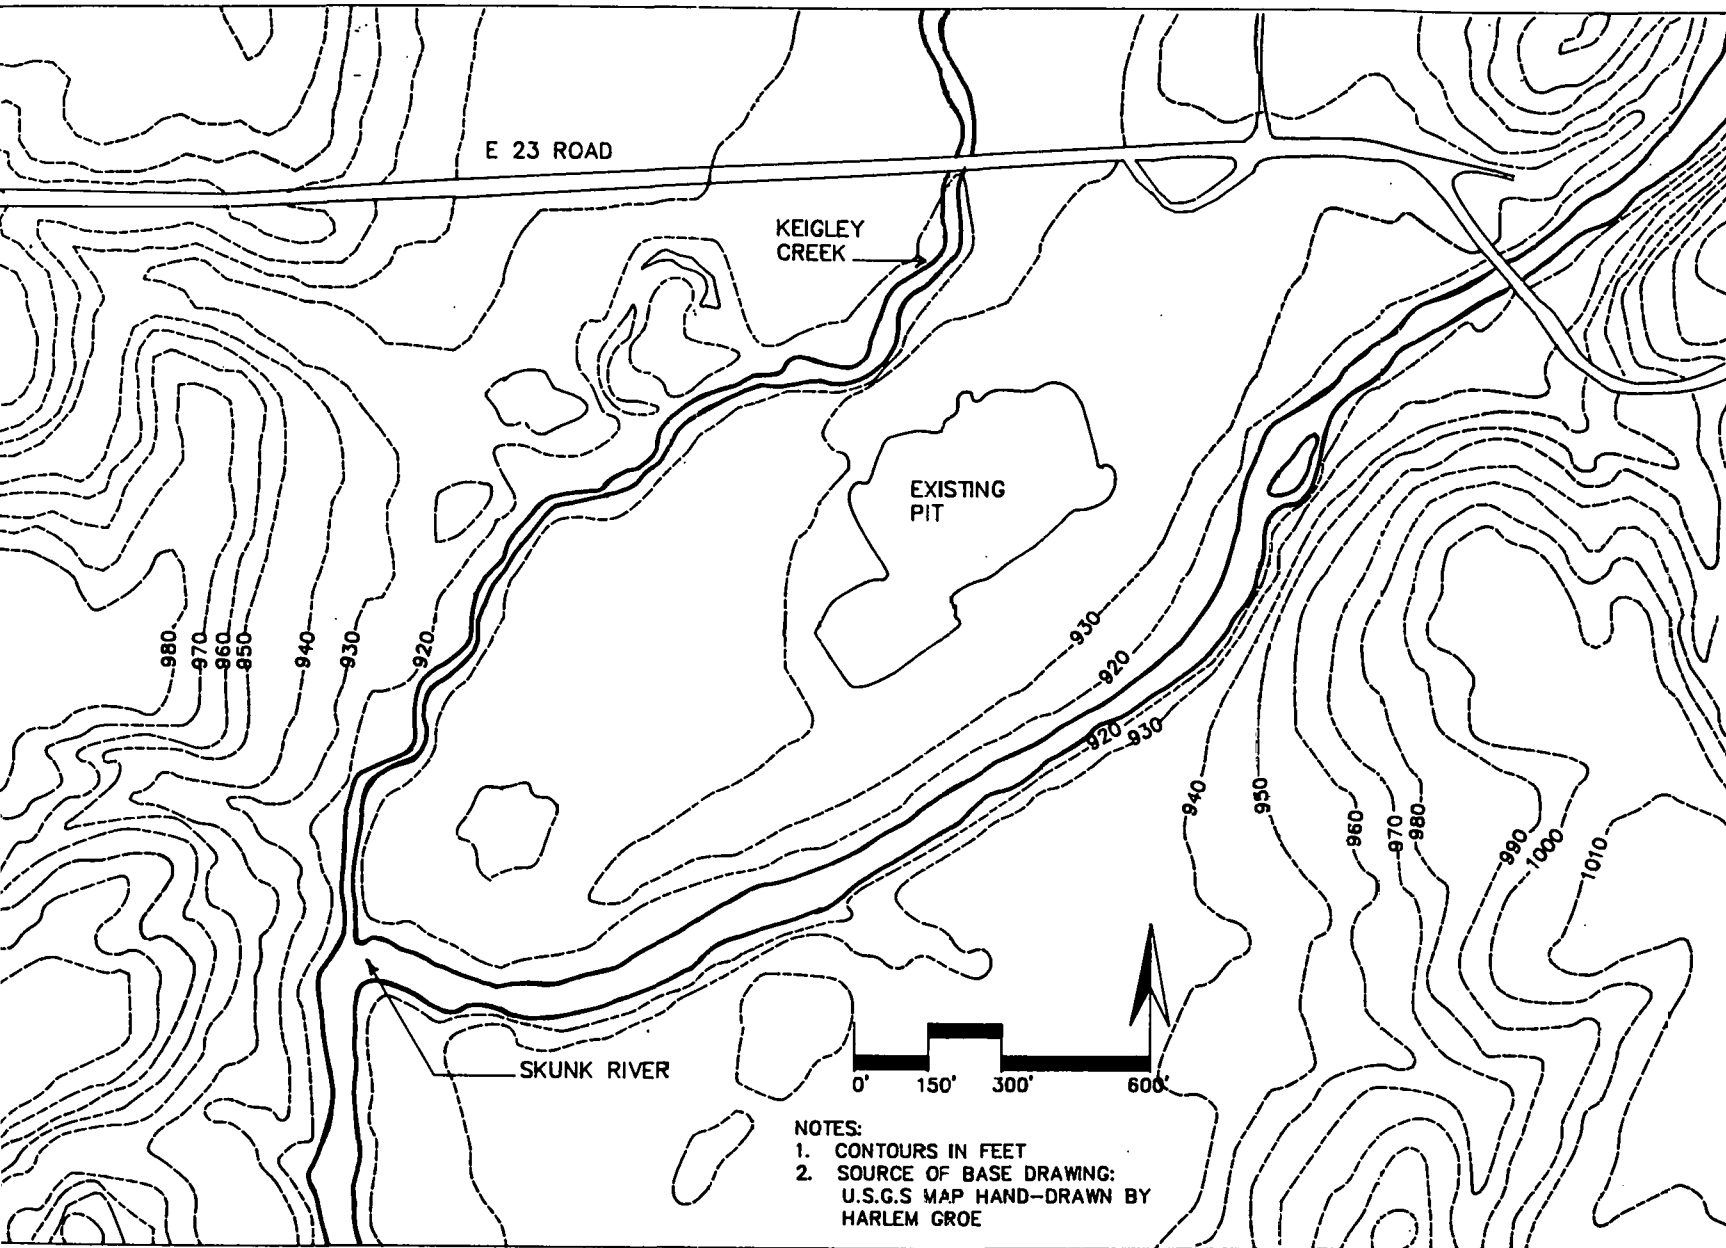 E 23 ROAD
KEIGLEY
CREEK
EXISTING
PIT
930
920
980
970
960
950
940
930
920
920
930
940
950
960
970
980
990
1000
1010
SKUNK RIVER
0' 150' 300' 600'
NOTES:
1. CONTOURS IN FEET
2. SOURCE OF BASE DRAWING:
U.S.G.S MAP HAND-DRAWN BY
HARLEM GROE